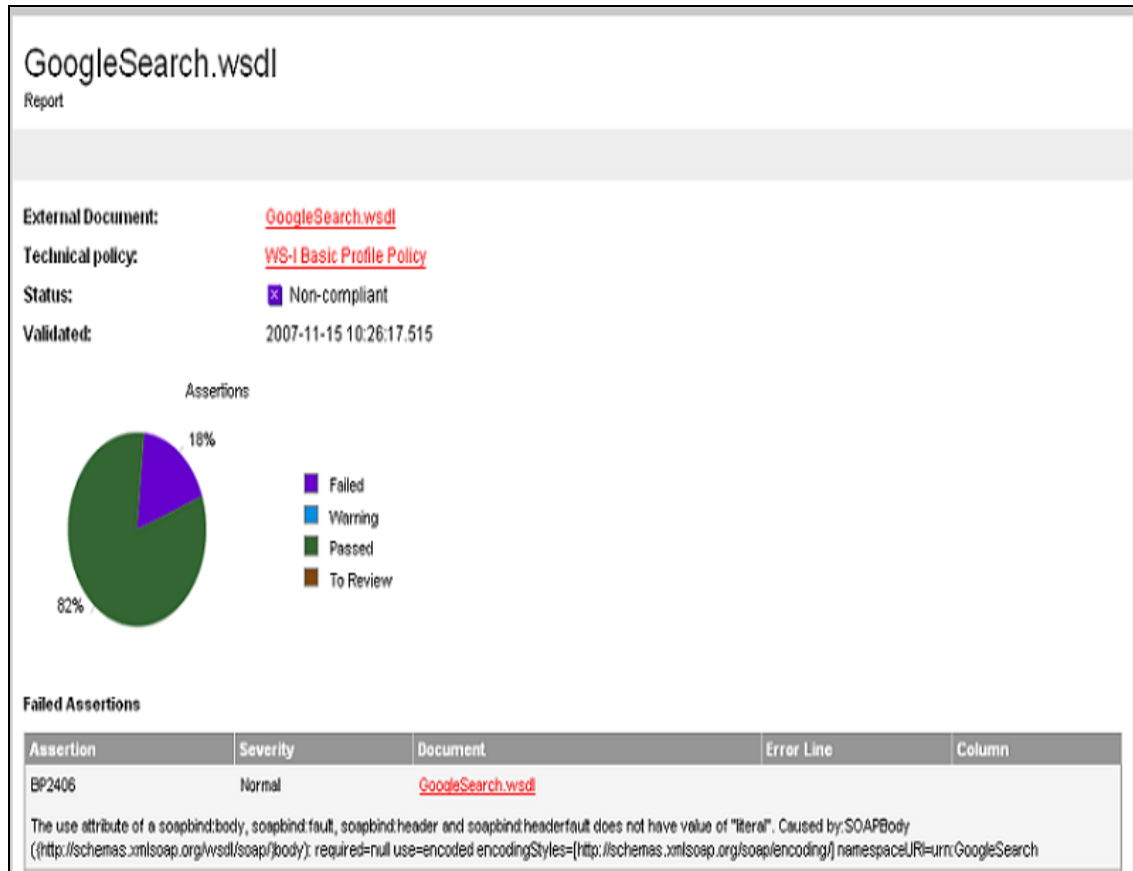 GoogleSearch.wsdl
Report
External Document: GoogleSearch.wsdl
Technical policy: WS-I Basic Profile Policy
Status: Non-compliant
Validated: 2007-11-15 10:26:17.515
Assertions
18%
Failed
Warning
Passed
To Review
82%
Failed Assertions
Assertion Severity Document Error Line Column
BP2406 Normal GoogleSearch.wsdl
The use attribute of a soapbind:body, soapbind:fault, soapbind:header and soapbind:headerfault does not have value of "literal". Caused by:SOAPBody
({http://schemas.xmlsoap.org/wsdl/soap/}body): required=null use=encoded encodingStyles=[http://schemas.xmlsoap.org/soap/encoding/] namespaceURI=urn:GoogleSearch